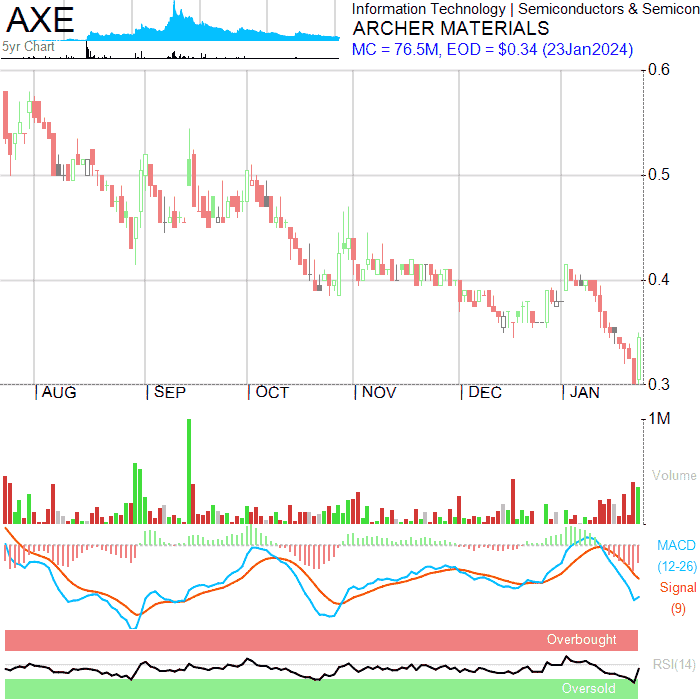 AXE
5yr Chart
Information Technology | Semiconductors & Semicon
ARCHER MATERIALS
MC = 76.5M, EOD = $0.34 (23Jan2024)
0.6
0.5
0.4
0.3
AUG SEP OCT NOV DEC JAN
1M
Volume
MACD
(12-26)
Signal
(9)
Overbought
RSI(14)
Oversold